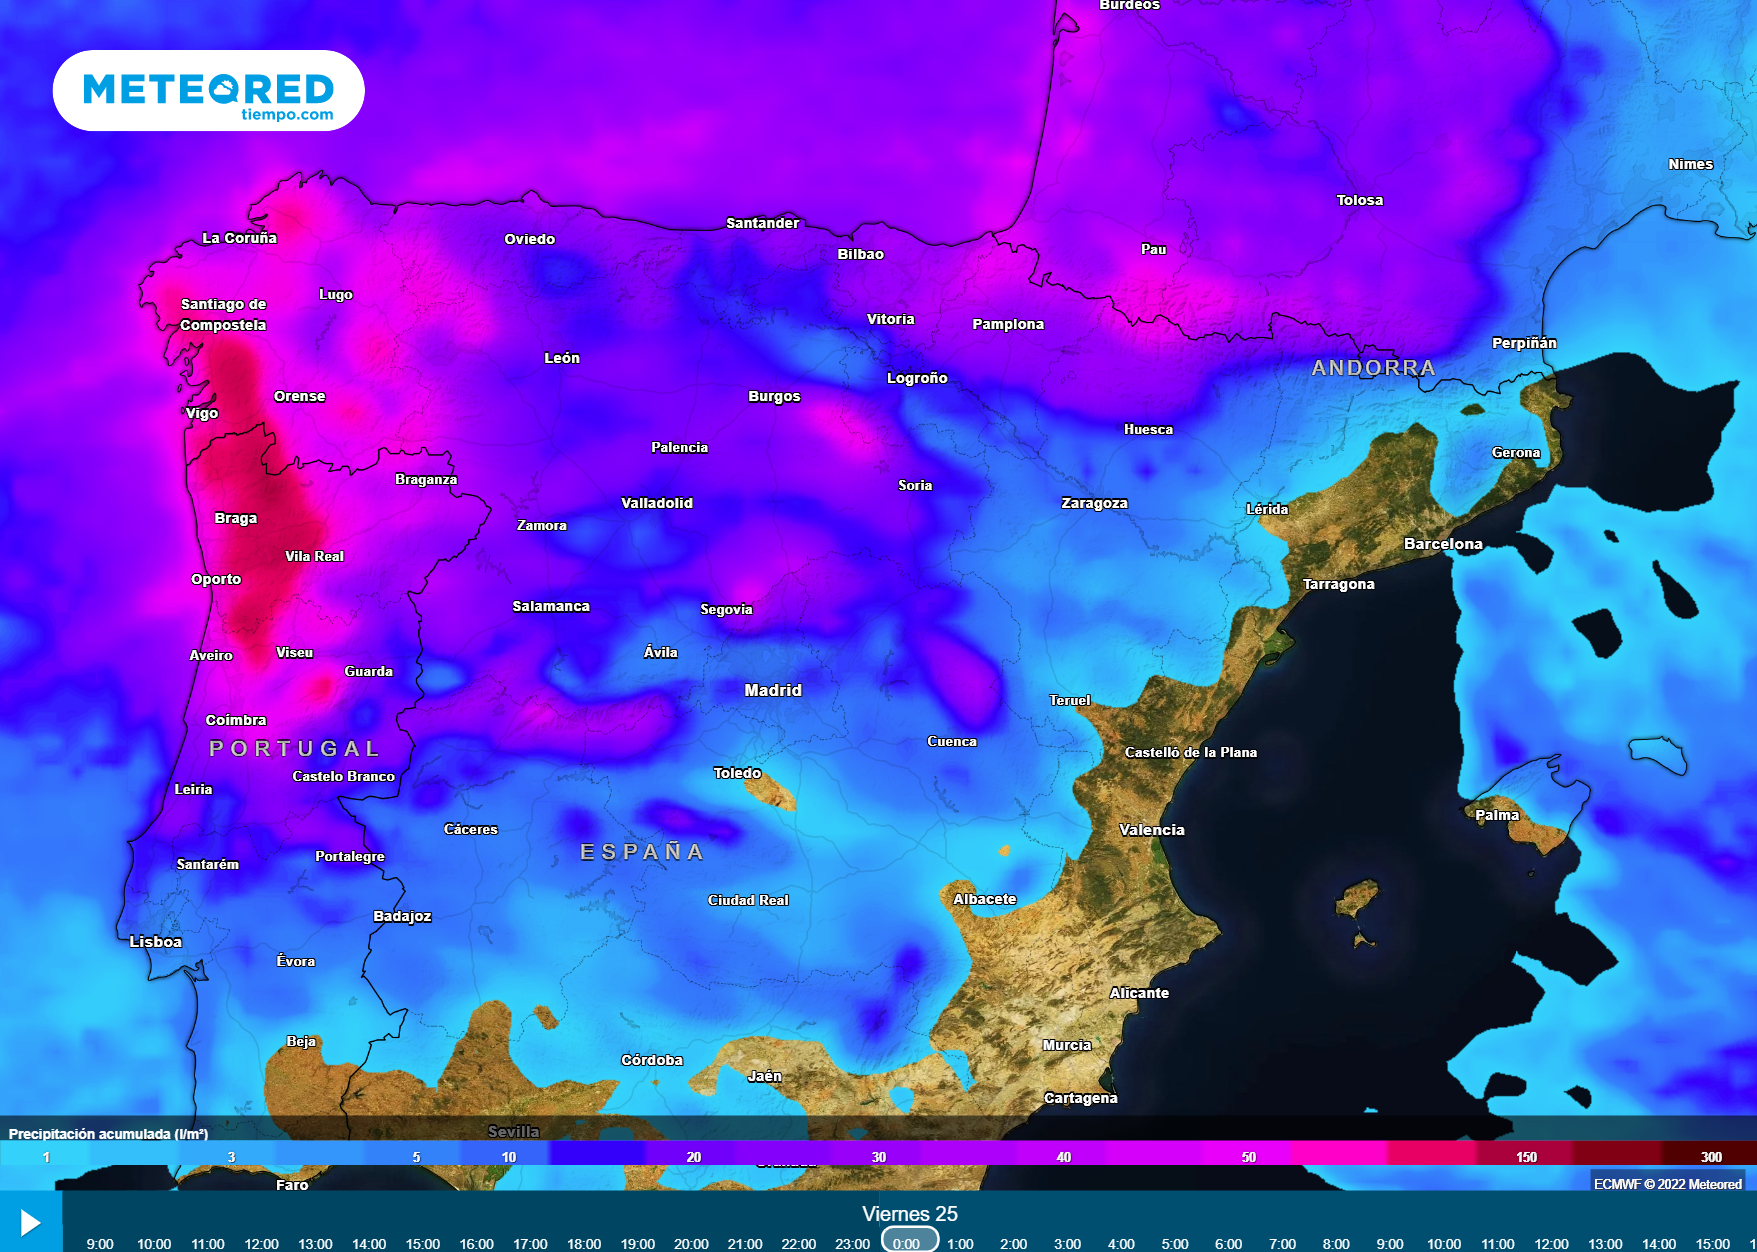 Burdeos
METEORED
tiempo.com
Nimes
Tolosa
Santander
La Coruña
Oviedo
Bilbao
Pau
Lugo
Santiago de
Compostela
Vitoria
Pamplona
Perpiñán
León
ANDORRA
Logroño
Orense
Burgos
Vigo
Huesca
Palencia
Gerona
Braganza
Soria
Valladolid
Zaragoza
Lérida
Braga
Zamora
Barcelona
Vila Real
Oporto
Tarragona
Salamanca
Segovia
Aveiro
Viseu
Ávila
Guarda
Madrid
Teruel
Coímbra
Cuenca
PORTUGAL
Castelló de la Plana
Castelo Branco
Toledo
Leiria
Palma
Cáceres
Valencia
ESPAÑA
Santarém
Portalegre
Albacete
Ciudad Real
Badajoz
Lisboa
Évora
Alicante
Beja
Murcia
Córdoba
Jaén
Cartagena
Sevilla
Precipitación acumulada (l/m²)
1 3 5 10 20 30 40 50 150 300
Granada
Faro
ECMWF © 2022 Meteored
Viernes 25
9:00 10:00 11:00 12:00 13:00 14:00 15:00 16:00 17:00 18:00 19:00 20:00 21:00 22:00 23:00 0:00 1:00 2:00 3:00 4:00 5:00 6:00 7:00 8:00 9:00 10:00 11:00 12:00 13:00 14:00 15:00 1